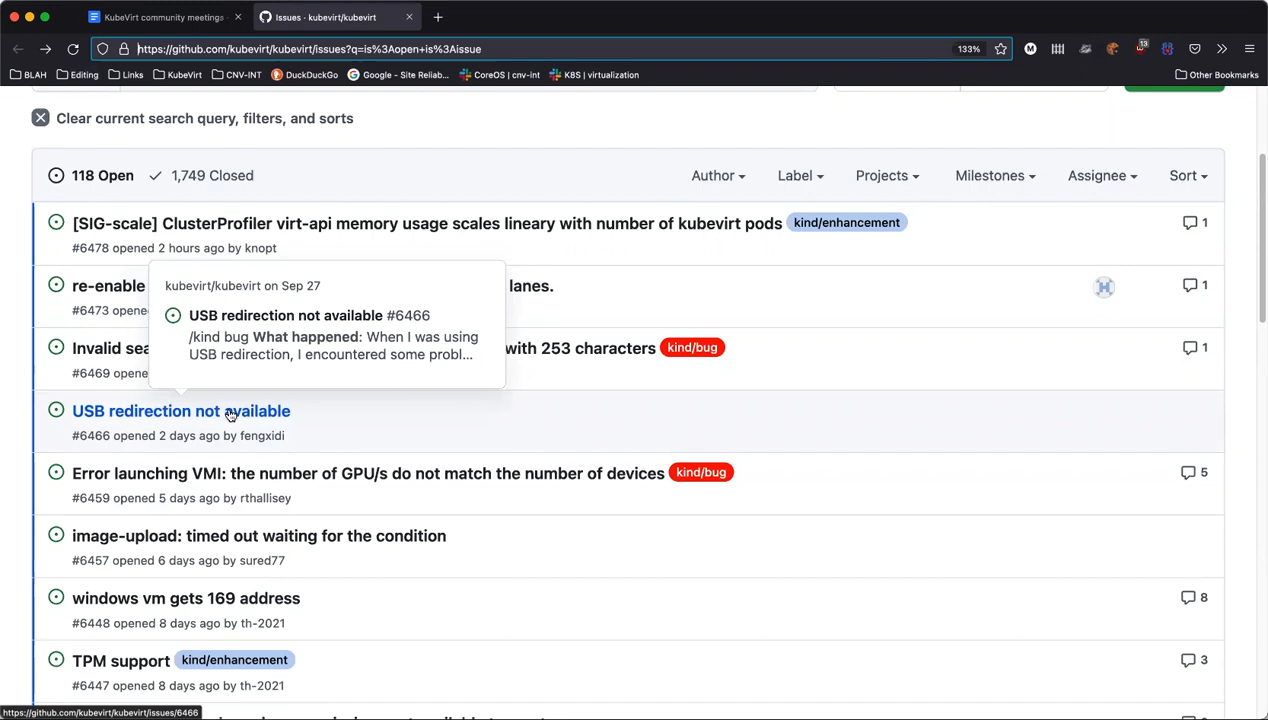 KubeVirt community meetings
Issues · kubevirt/kubevirt
https://github.com/kubevirt/kubevirt/issues?q=is%3Aopen+is%3Aissue
133%
M
13
BLAH
Editing
Links
KubeVirt
CNV-INT
DuckDuckGo
Google - Site Reliab...
CoreOS | cnv-int
K8S | virtualization
Other Bookmarks
Clear current search query, filters, and sorts
118 Open
1,749 Closed
Author
Label
Projects
Milestones
Assignee
Sort
[SIG-scale] ClusterProfiler virt-api memory usage scales lineary with number of kubevirt pods kind/enhancement
1
#6478 opened 2 hours ago by knopt
re-enable
lanes.
1
#6473 opene
kubevirt/kubevirt on Sep 27
USB redirection not available #6466
/kind bug What happened: When I was using
USB redirection, I encountered some probl...
Invalid sea
with 253 characters kind/bug
1
#6469 opene
USB redirection not available
#6466 opened 2 days ago by fengxidi
Error launching VMI: the number of GPU/s do not match the number of devices kind/bug
5
#6459 opened 5 days ago by rthallisey
image-upload: timed out waiting for the condition
#6457 opened 6 days ago by sured77
windows vm gets 169 address
8
#6448 opened 8 days ago by th-2021
TPM support kind/enhancement
3
#6447 opened 8 days ago by th-2021
https://github.com/kubevirt/kubevirt/issues/6466